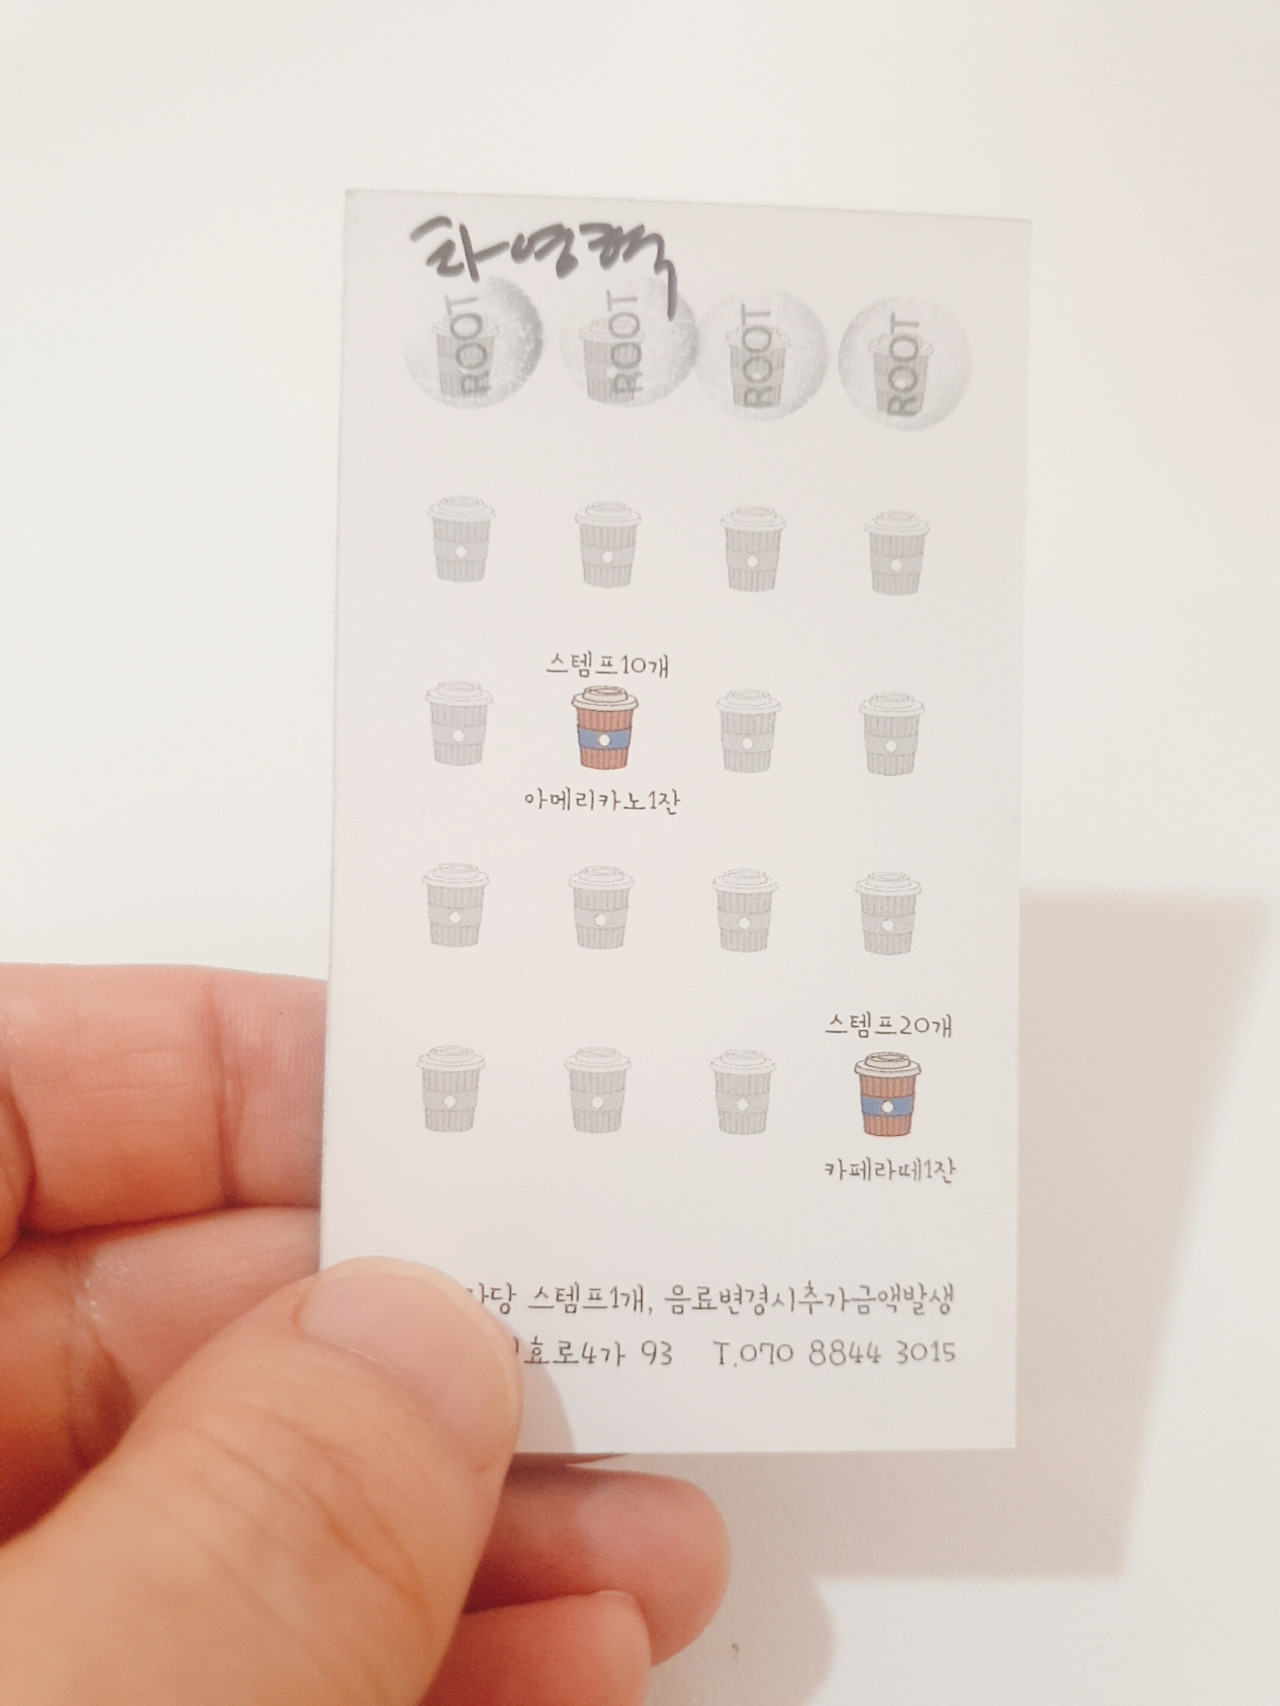 ROOT ROOT ROOT ROOT
스템프10개
아메리카노1잔
스템프20개
카페라떼1잔
스템프1개, 음료변경시추가금액발생
효로4가 93 T.070 8844 3015